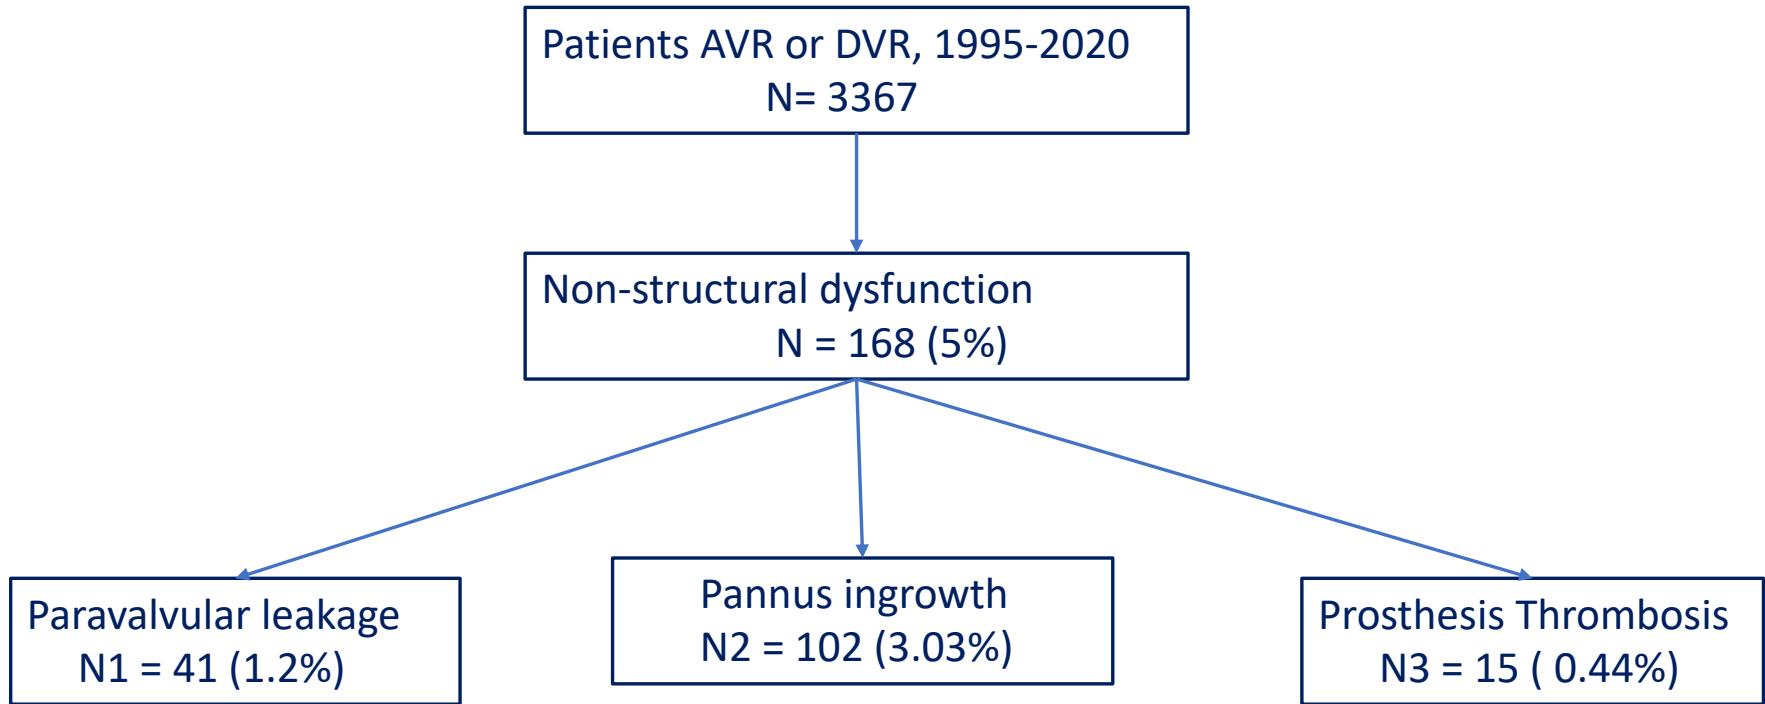 Patients AVR or DVR, 1995-2020
N= 3367
Non-structural dysfunction
N = 168 (5%)
Paravalvular leakage
N1 = 41 (1.2%)
Pannus ingrowth
N2 = 102 (3.03%)
Prosthesis Thrombosis
N3 = 15 ( 0.44%)